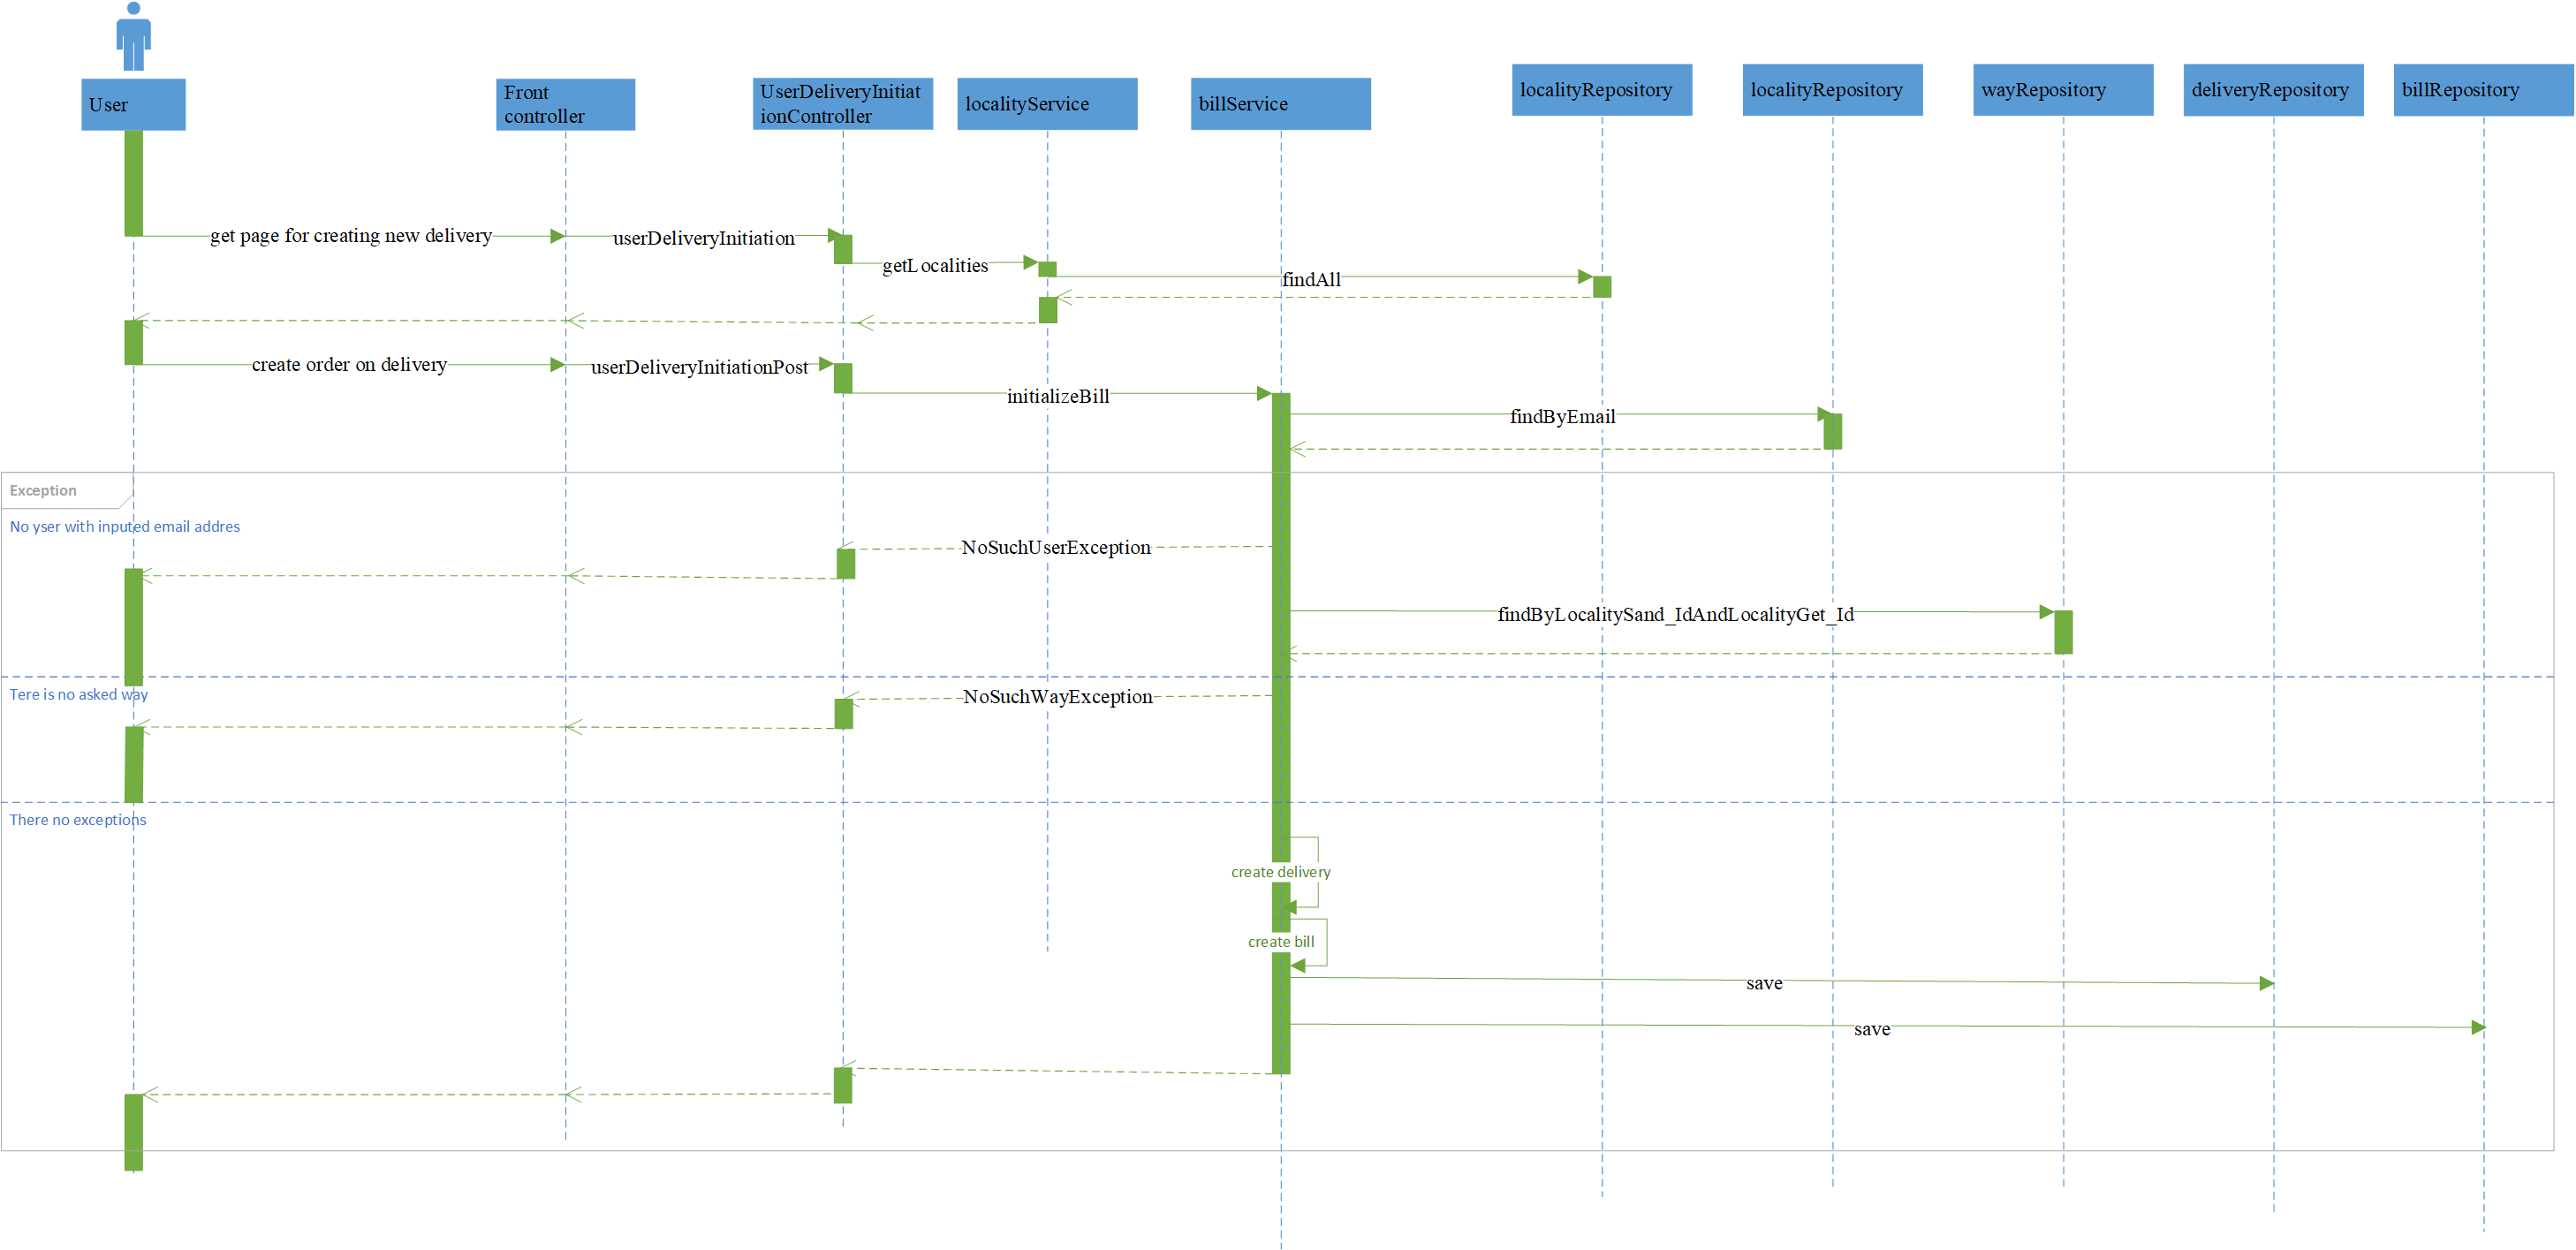 User
Front
controller
UserDeliveryInitiat
ionController
localityService
billService
localityRepository
localityRepository
wayRepository
deliveryRepository
billRepository
get page for creating new delivery
userDeliveryInitiation
getLocalities
findAll
create order on delivery
userDeliveryInitiationPost
initializeBill
findByEmail
Exception
No yser with inputed email addres
NoSuchUserException
findByLocalitySand_IdAndLocalityGet_Id
Tere is no asked way
NoSuchWayException
There no exceptions
create delivery
create bill
save
save